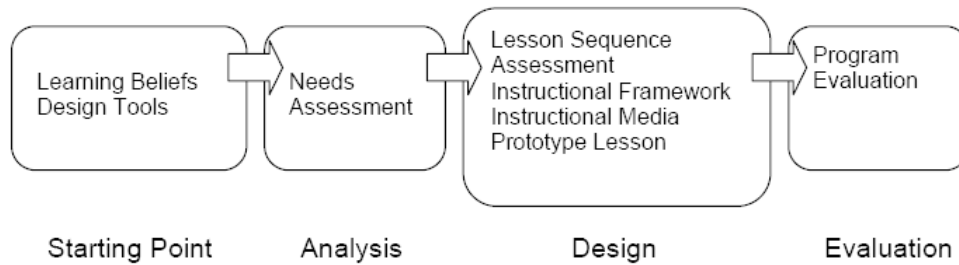 Learning Beliefs
Design Tools
Needs
Assessment
Lesson Sequence
Assessment
Instructional Framework
Instructional Media
Prototype Lesson
Program
Evaluation
Starting Point
Analysis
Design
Evaluation